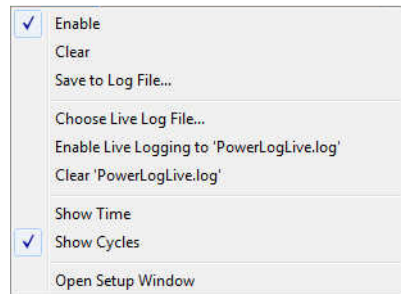 Enable
Clear
Save to Log File...
Choose Live Log File...
Enable Live Logging to 'PowerLogLive.log'
Clear 'PowerLogLive.log'
Show Time
Show Cycles
Open Setup Window